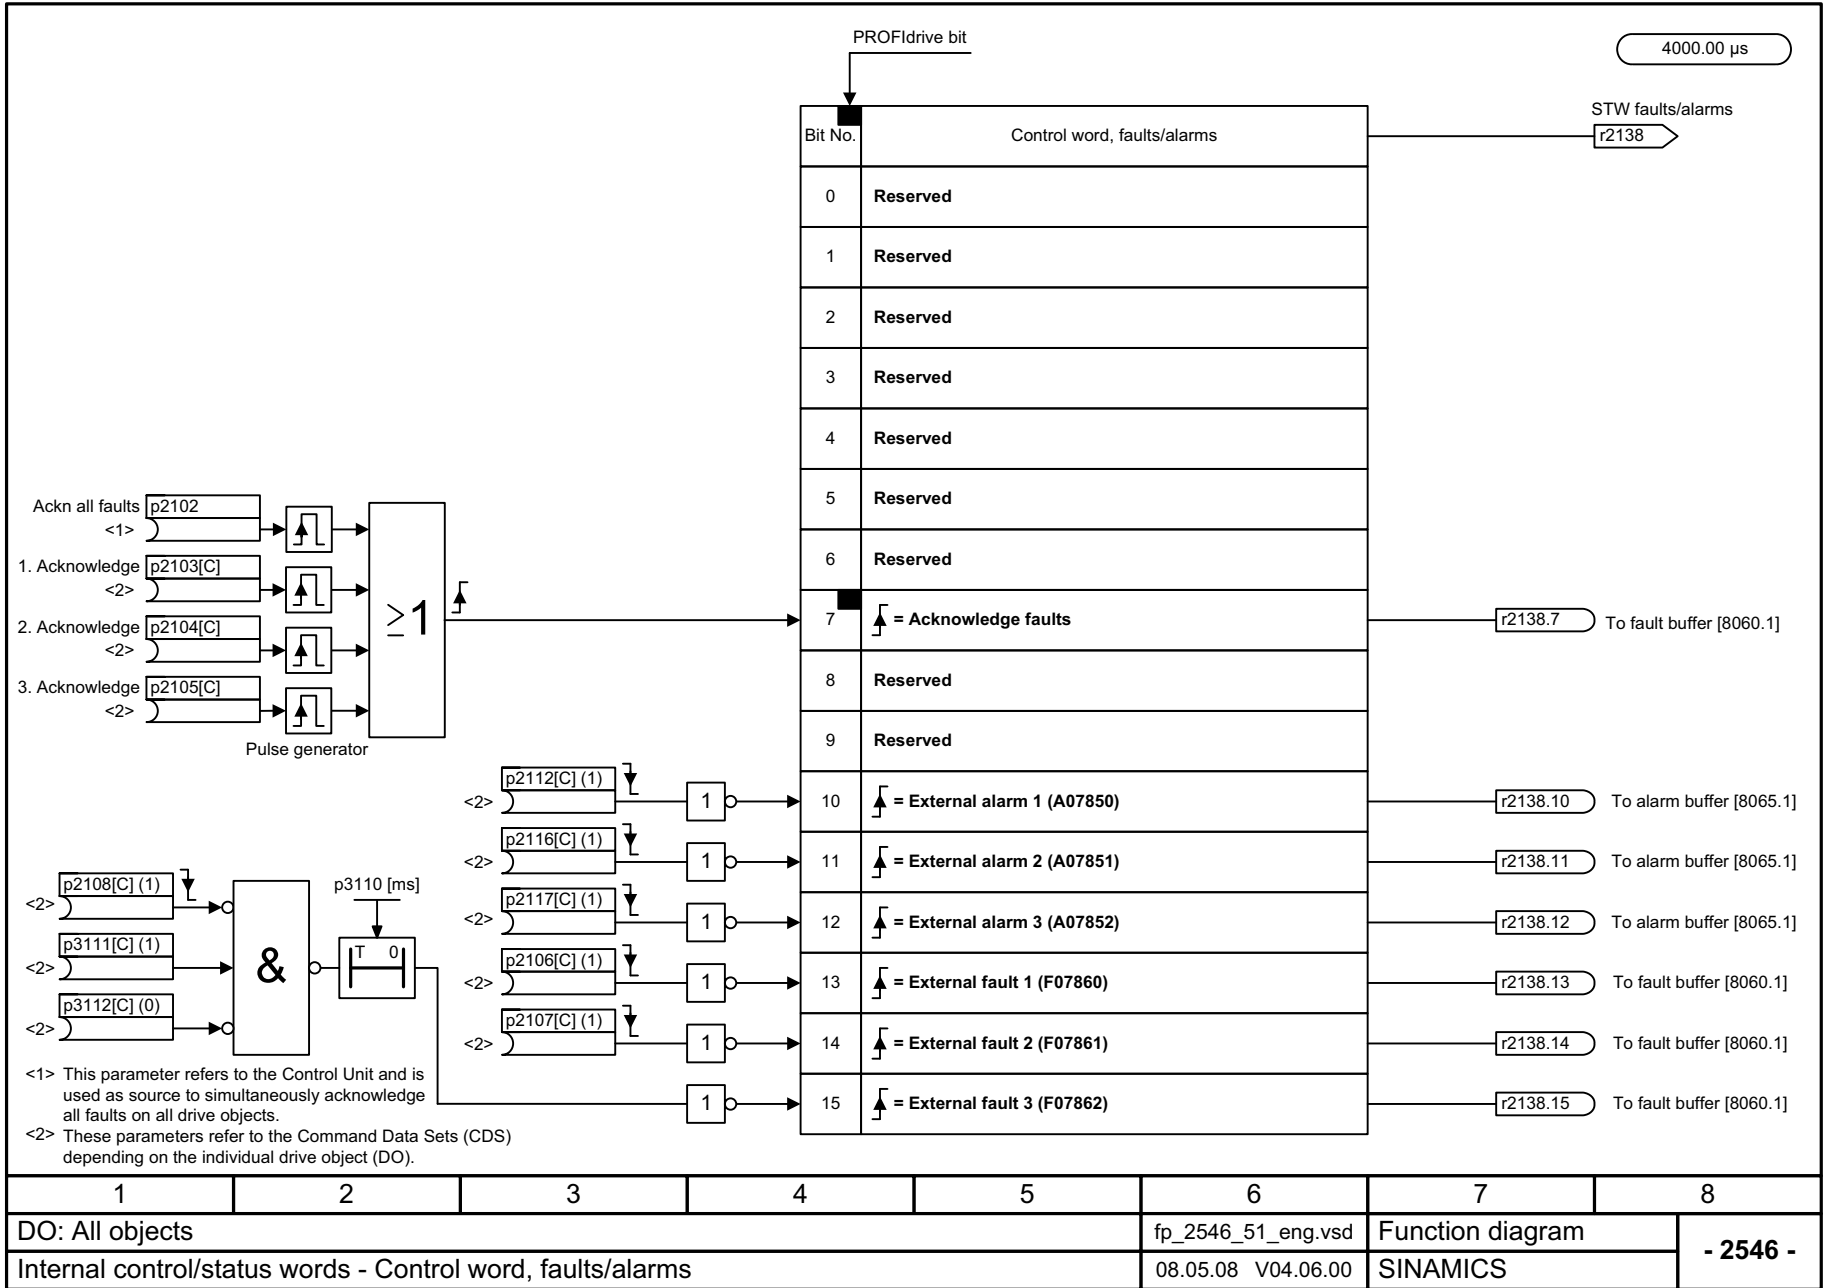 PROFIdrive bit
4000.00 µs
STW faults/alarms
r2138
Bit No. Control word, faults/alarms
0 Reserved
1 Reserved
2 Reserved
3 Reserved
4 Reserved
5 Reserved
6 Reserved
7 = Acknowledge faults
8 Reserved
9 Reserved
10 = External alarm 1 (A07850)
11 = External alarm 2 (A07851)
12 = External alarm 3 (A07852)
13 = External fault 1 (F07860)
14 = External fault 2 (F07861)
15 = External fault 3 (F07862)
Ackn all faults p2102
<1>
1. Acknowledge p2103[C]
<2>
2. Acknowledge p2104[C]
<2>
3. Acknowledge p2105[C]
<2>
≥1
Pulse generator
r2138.7 To fault buffer [8060.1]
p2112[C] (1)
<2> 1
r2138.10 To alarm buffer [8065.1]
p2116[C] (1)
<2> 1
r2138.11 To alarm buffer [8065.1]
p2117[C] (1)
<2> 1
r2138.12 To alarm buffer [8065.1]
p2106[C] (1)
<2> 1
r2138.13 To fault buffer [8060.1]
p2107[C] (1)
<2> 1
r2138.14 To fault buffer [8060.1]
1
r2138.15 To fault buffer [8060.1]
p2108[C] (1)
<2>
p3111[C] (1)
<2>
p3112[C] (0)
<2>
&
p3110 [ms]
T 0
<1> This parameter refers to the Control Unit and is
used as source to simultaneously acknowledge
all faults on all drive objects.
<2> These parameters refer to the Command Data Sets (CDS)
depending on the individual drive object (DO).
1 2 3 4 5 6 7 8
DO: All objects
fp_2546_51_eng.vsd
Function diagram
- 2546 -
Internal control/status words - Control word, faults/alarms
08.05.08 V04.06.00
SINAMICS